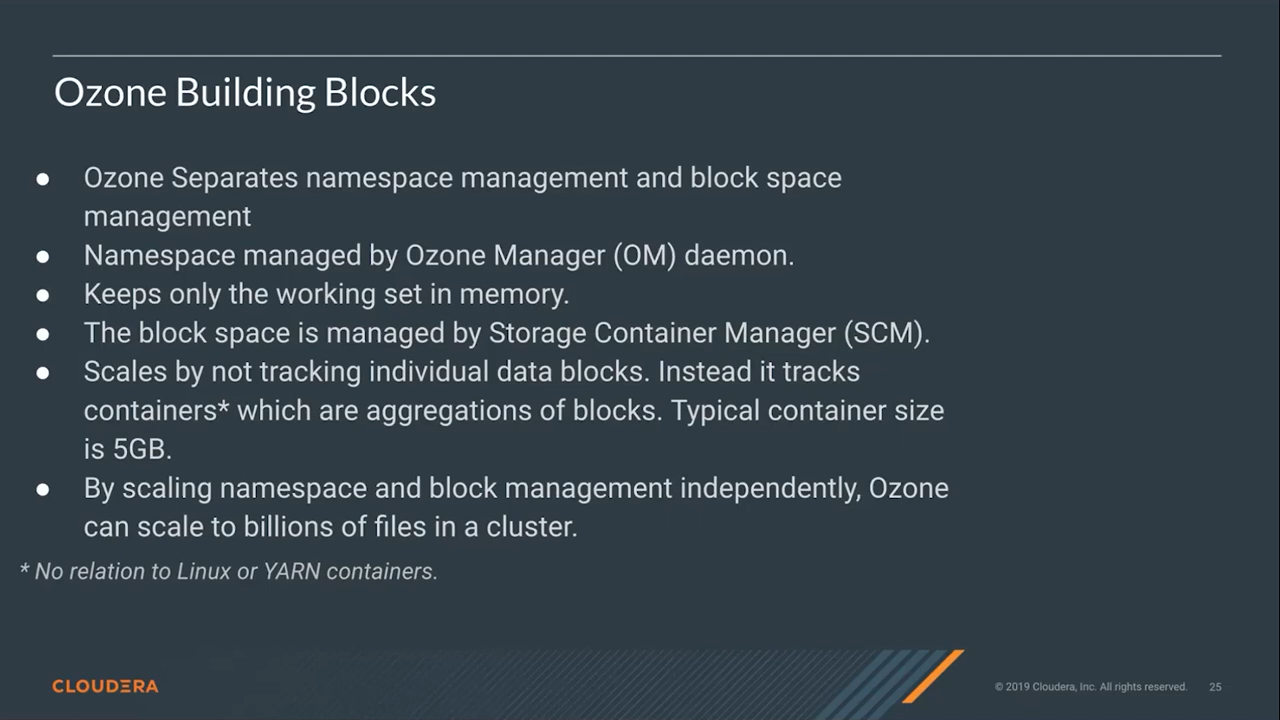 Ozone Building Blocks
● Ozone Separates namespace management and block space
management
● Namespace managed by Ozone Manager (OM) daemon.
● Keeps only the working set in memory.
● The block space is managed by Storage Container Manager (SCM).
● Scales by not tracking individual data blocks. Instead it tracks
containers* which are aggregations of blocks. Typical container size
is 5GB.
● By scaling namespace and block management independently, Ozone
can scale to billions of files in a cluster.
* No relation to Linux or YARN containers.
CLOUDERA
© 2019 Cloudera, Inc. All rights reserved. 25